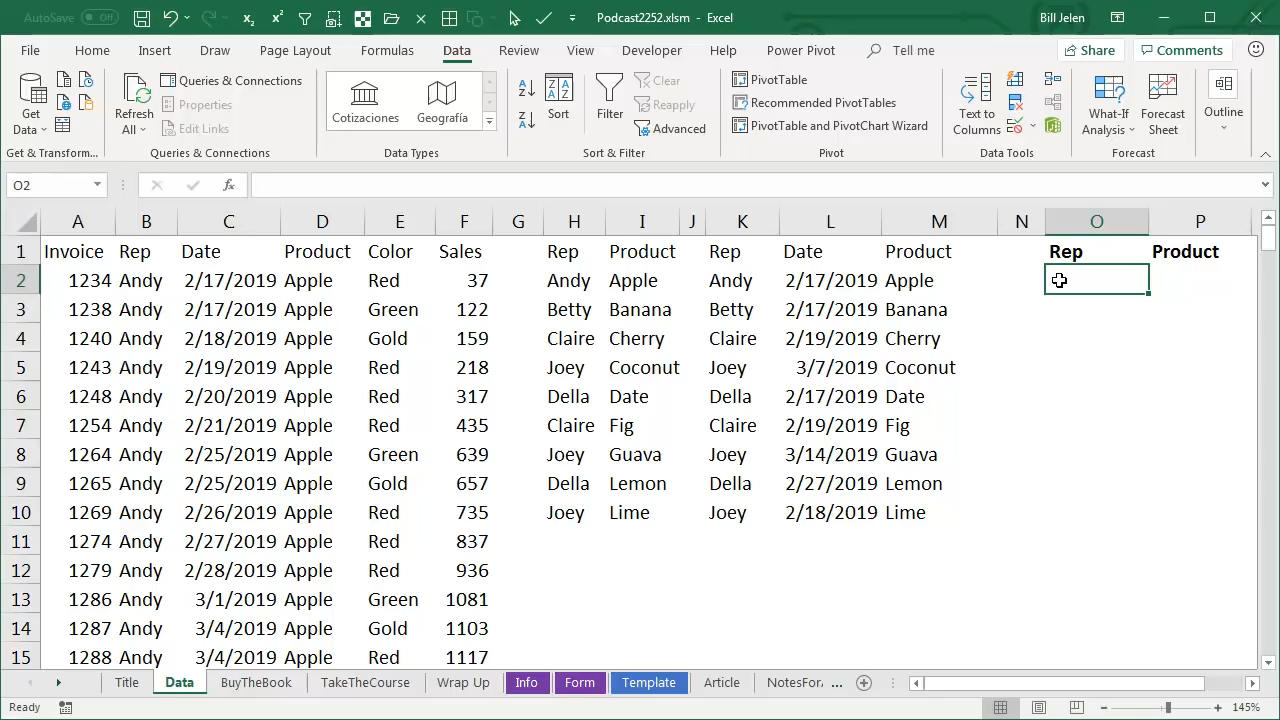 AutoSave Off Podcast2252.xlsm - Excel Bill Jelen
File Home Insert Draw Page Layout Formulas Data Review View Developer Help Power Pivot Tell me Share Comments
Get Data
Get & Transform...
Refresh All
Queries & Connections
Properties
Edit Links
Queries & Connections
Cotizaciones Geografía
Data Types
Sort
Filter
Clear
Reapply
Advanced
Sort & Filter
PivotTable
Recommended PivotTables
PivotTable and PivotChart Wizard
Pivot
Text to Columns
Data Tools
What-If Analysis
Forecast Sheet
Forecast
Outline
O2 fx
A B C D E F G H I J K L M N O P
1 Invoice Rep Date Product Color Sales Rep Product Rep Date Product Rep Product
2 1234 Andy 2/17/2019 Apple Red 37 Andy Apple Andy 2/17/2019 Apple
3 1238 Andy 2/17/2019 Apple Green 122 Betty Banana Betty 2/17/2019 Banana
4 1240 Andy 2/18/2019 Apple Gold 159 Claire Cherry Claire 2/19/2019 Cherry
5 1243 Andy 2/19/2019 Apple Red 218 Joey Coconut Joey 3/7/2019 Coconut
6 1248 Andy 2/20/2019 Apple Red 317 Della Date Della 2/17/2019 Date
7 1254 Andy 2/21/2019 Apple Red 435 Claire Fig Claire 2/19/2019 Fig
8 1264 Andy 2/25/2019 Apple Green 639 Joey Guava Joey 3/14/2019 Guava
9 1265 Andy 2/25/2019 Apple Gold 657 Della Lemon Della 2/27/2019 Lemon
10 1269 Andy 2/26/2019 Apple Red 735 Joey Lime Joey 2/18/2019 Lime
11 1274 Andy 2/27/2019 Apple Red 837
12 1279 Andy 2/28/2019 Apple Red 936
13 1286 Andy 3/1/2019 Apple Green 1081
14 1287 Andy 3/4/2019 Apple Gold 1103
15 1288 Andy 3/4/2019 Apple Red 1117
Title Data BuyTheBook TakeTheCourse Wrap Up Info Form Template Article NotesFor ...
Ready 145%